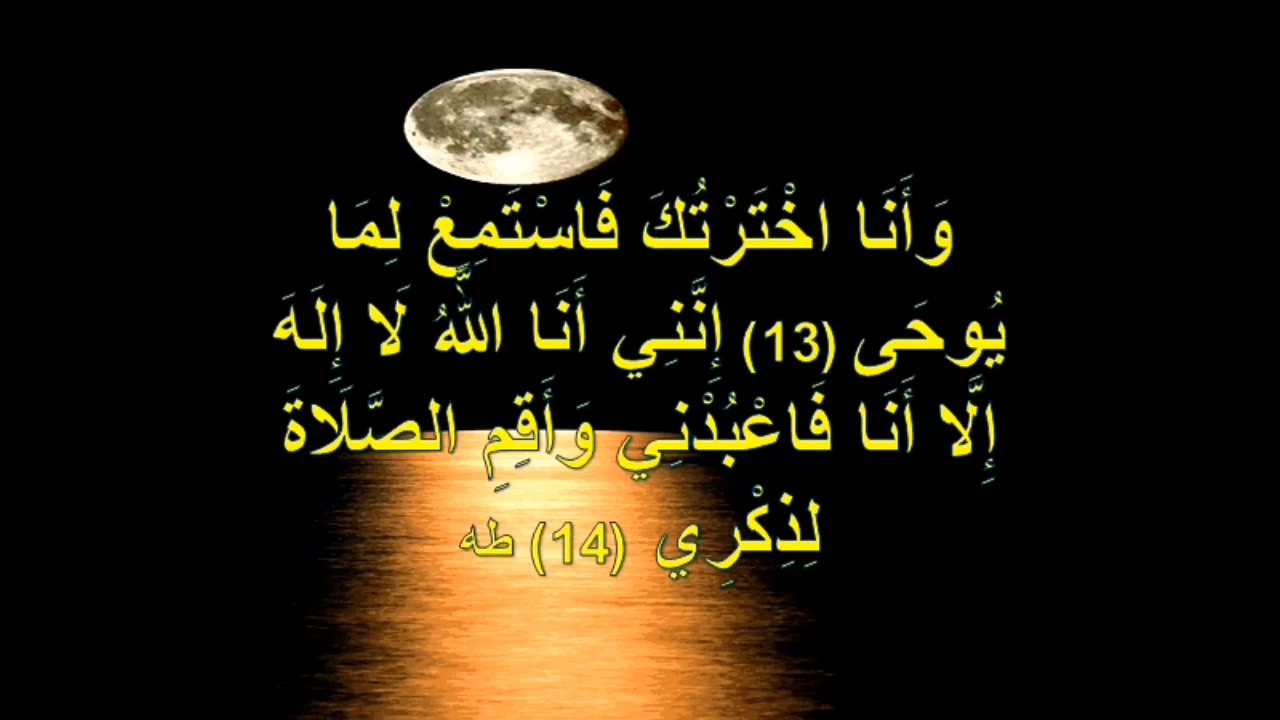 وَأَنَا اخْتَرْتُكَ فَاسْتَمِعْ لِمَا
يُوحَى (13) إِنَّنِي أَنَا اللَّهُ لَا إِلَهَ
إِلَّا أَنَا فَاعْبُدْنِي وَأَقِمِ الصَّلَاةَ
لِذِكْرِي (14) طه